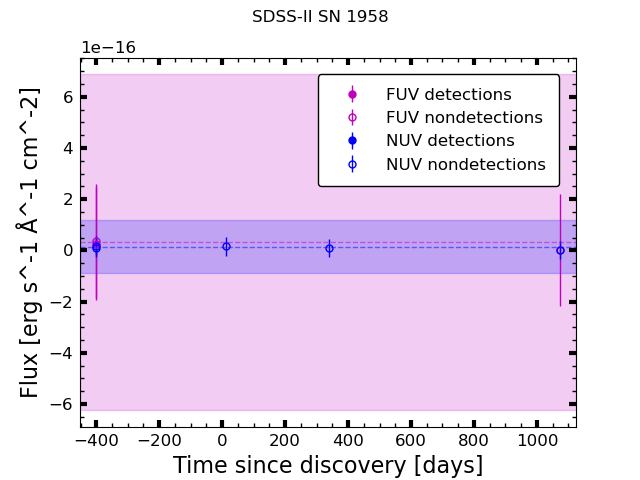 SDSS-II SN 1958
1e−16
FUV detections
FUV nondetections
NUV detections
NUV nondetections
6
4
2
0
−2
−4
−6
Flux [erg s^-1 Å^-1 cm^-2]
−400 −200 0 200 400 600 800 1000
Time since discovery [days]